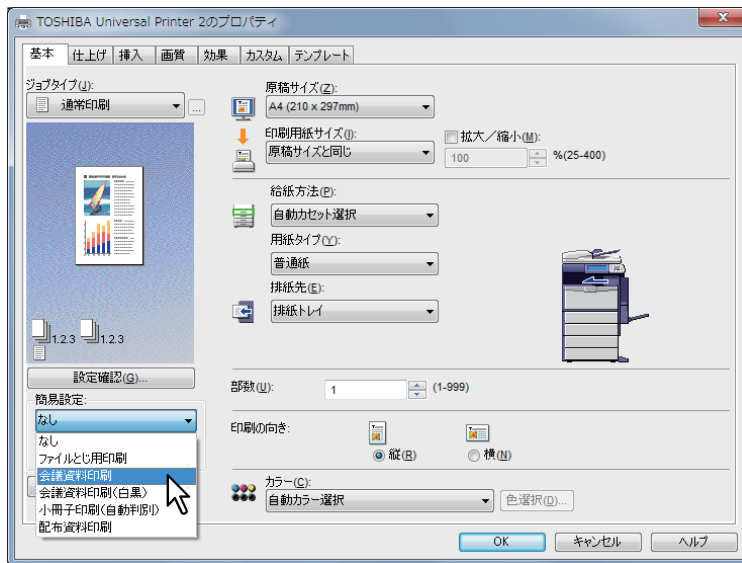 TOSHIBA Universal Printer 2のプロパティ
基本 仕上げ 挿入 画質 効果 カスタム テンプレート
ジョブタイプ(J):
通常印刷
...
原稿サイズ(Z):
A4 (210 x 297mm)
印刷用紙サイズ(I):
原稿サイズと同じ
拡大／縮小(M):
100 %(25-400)
給紙方法(P):
自動カセット選択
用紙タイプ(Y):
普通紙
排紙先(E):
排紙トレイ
1.2.3 1.2.3
設定確認(G)...
部数(U):
1 (1-999)
簡易設定:
なし
なし
ファイルとじ用印刷
会議資料印刷
会議資料印刷(白黒)
小冊子印刷(自動判別)
配布資料印刷
印刷の向き:
縦(R) 横(N)
カラー(C):
自動カラー選択
色選択(D)...
OK キャンセル ヘルプ